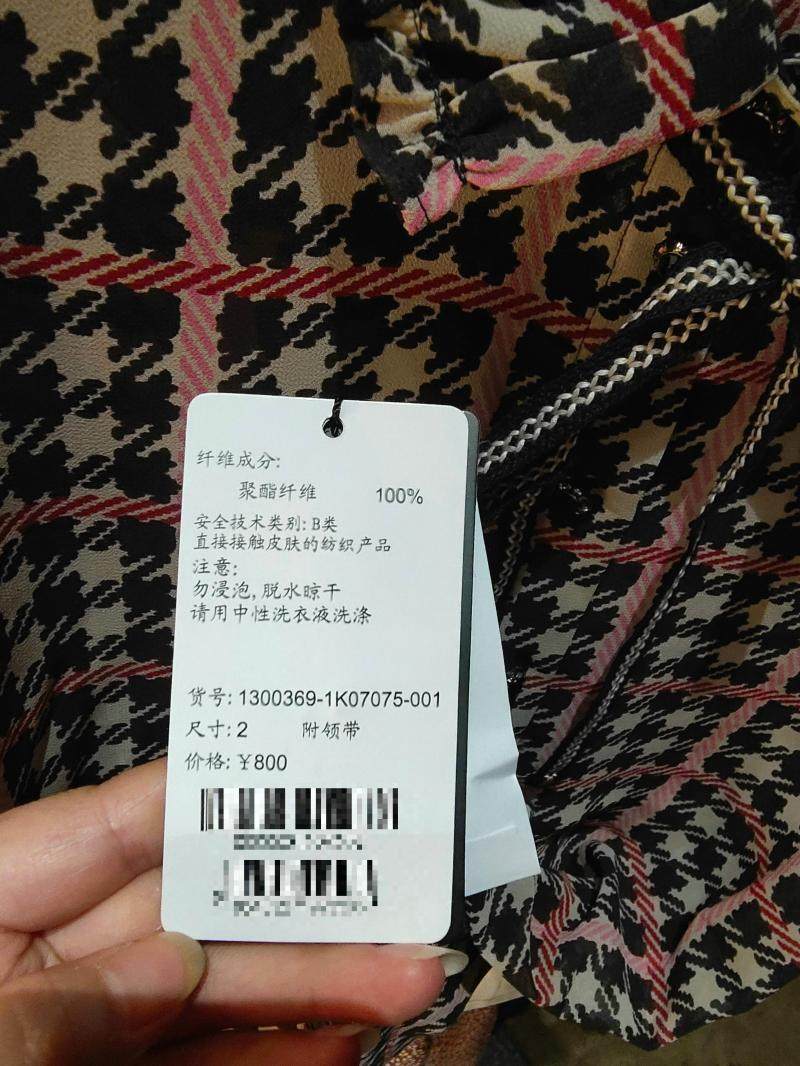 纤维成分:
聚酯纤维 100%
安全技术类别: B类
直接接触皮肤的纺织产品
注意:
勿浸泡, 脱水晾干
请用中性洗衣液洗涤
货号: 1300369-1K07075-001
尺寸: 2 附领带
价格: ¥800